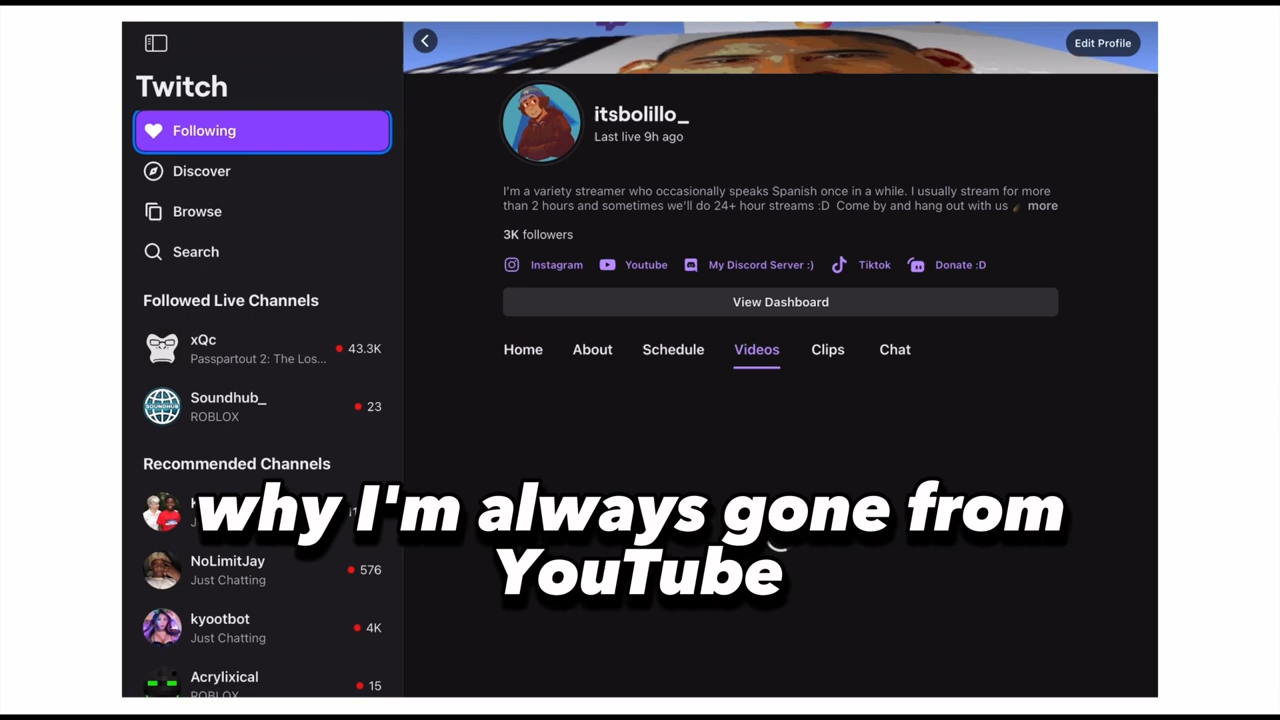 Twitch
Following
Discover
Browse
Search
Followed Live Channels
xQc
43.3K
Passpartout 2: The Los...
Soundhub_
23
ROBLOX
Recommended Channels
NoLimitJay
576
Just Chatting
kyootbot
4K
Just Chatting
Acrylixical
15
ROBLOX
Edit Profile
itsbolillo_
Last live 9h ago
I'm a variety streamer who occasionally speaks Spanish once in a while. I usually stream for more
than 2 hours and sometimes we'll do 24+ hour streams :D Come by and hang out with us more
3K followers
Instagram Youtube My Discord Server :) Tiktok Donate :D
View Dashboard
Home About Schedule Videos Clips Chat
why I'm always gone from
YouTube